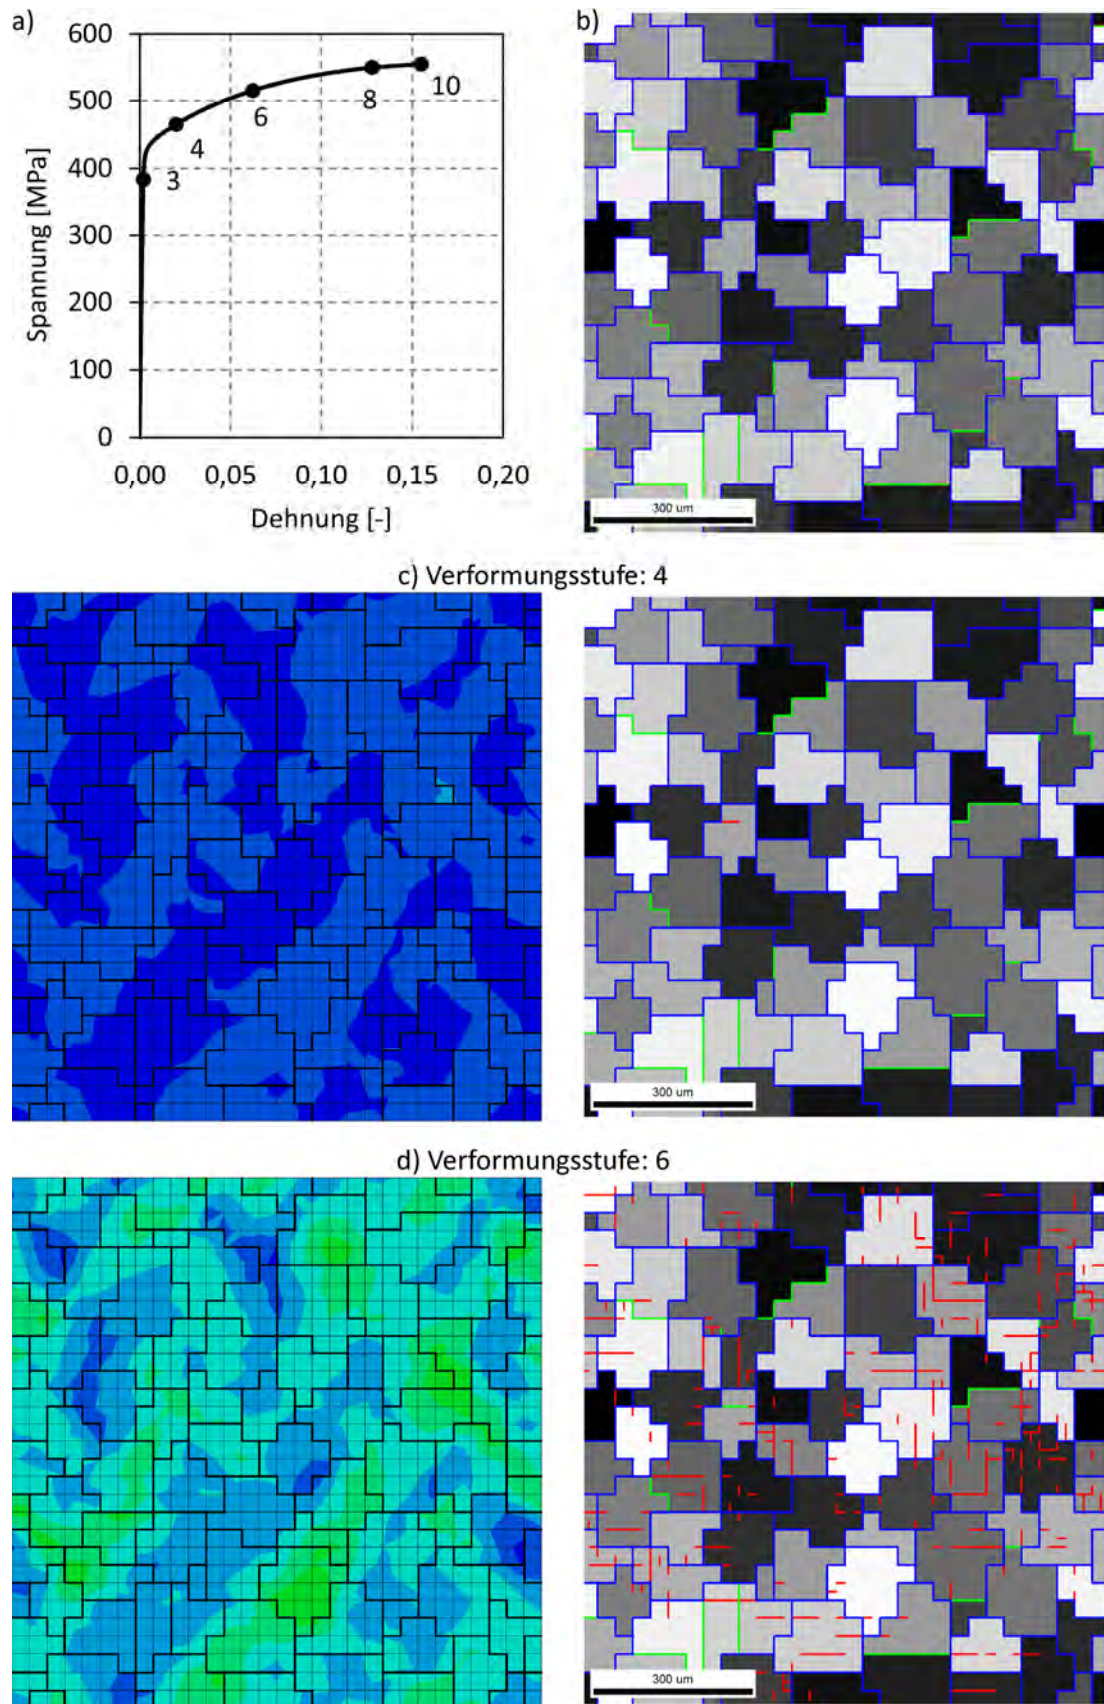 a)
600
500
400
300
200
100
0
Spannung [MPa]
3
4
6
8
10
0,00 0,05 0,10 0,15 0,20
Dehnung [-]
b)
300 um
c) Verformungsstufe: 4
300 um
d) Verformungsstufe: 6
300 um